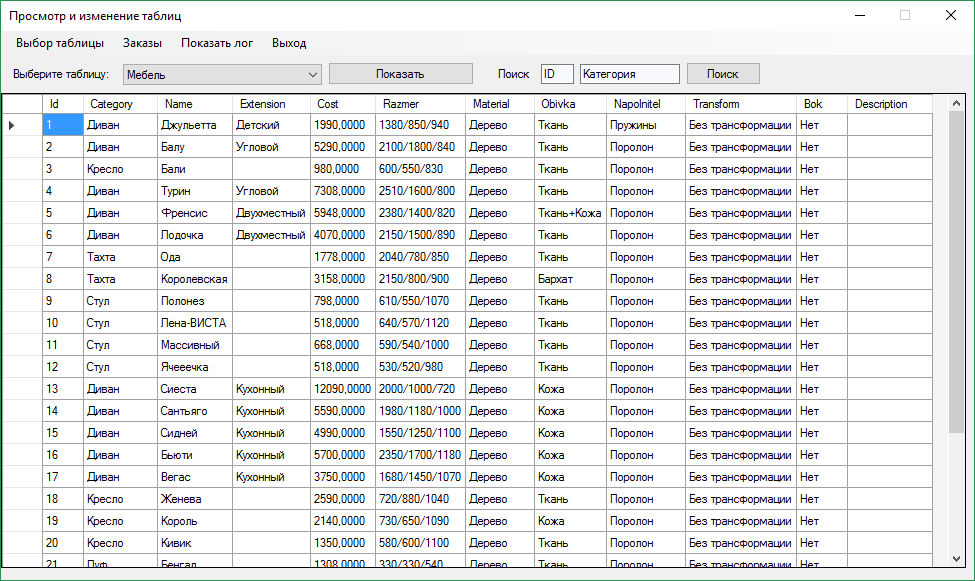 Просмотр и изменение таблиц
Выбор таблицы Заказы Показать лог Выход
Выберите таблицу: Мебель Показать Поиск ID Категория Поиск
Id Category Name Extension Cost Razmer Material Obivka Napolnitel Transform Bok Description
1 Диван Джульетта Детский 1990,0000 1380/850/940 Дерево Ткань Пружины Без трансформации Нет
2 Диван Балу Угловой 5290,0000 2100/1800/840 Дерево Ткань Поролон Без трансформации Нет
3 Кресло Бали 980,0000 600/550/830 Дерево Ткань Поролон Без трансформации Нет
4 Диван Турин Угловой 7308,0000 2510/1600/800 Дерево Ткань Поролон Без трансформации Нет
5 Диван Френсис Двухместный 5948,0000 2380/1400/820 Дерево Ткань+Кожа Поролон Без трансформации Нет
6 Диван Лодочка Двухместный 4070,0000 2150/1500/890 Дерево Ткань Поролон Без трансформации Нет
7 Тахта Ода 1778,0000 2040/780/850 Дерево Ткань Поролон Без трансформации Нет
8 Тахта Королевская 3158,0000 2150/800/900 Дерево Бархат Поролон Без трансформации Нет
9 Стул Полонез 798,0000 610/550/1070 Дерево Ткань Поролон Без трансформации Нет
10 Стул Лена-ВИСТА 518,0000 640/570/1120 Дерево Ткань Поролон Без трансформации Нет
11 Стул Массивный 668,0000 590/540/1000 Дерево Ткань Поролон Без трансформации Нет
12 Стул Ячееечка 518,0000 530/520/980 Дерево Ткань Поролон Без трансформации Нет
13 Диван Сиеста Кухонный 12090,0000 2000/1000/720 Дерево Кожа Поролон Без трансформации Нет
14 Диван Сантьяго Кухонный 5590,0000 1980/1180/1000 Дерево Кожа Поролон Без трансформации Нет
15 Диван Сидней Кухонный 4990,0000 1550/1250/1100 Дерево Кожа Поролон Без трансформации Нет
16 Диван Бьюти Кухонный 5700,0000 2350/1700/1180 Дерево Кожа Поролон Без трансформации Нет
17 Диван Вегас Кухонный 3750,0000 1680/1450/1070 Дерево Кожа Поролон Без трансформации Нет
18 Кресло Женева 2590,0000 720/880/1040 Дерево Ткань Поролон Без трансформации Нет
19 Кресло Король 2140,0000 730/650/1090 Дерево Кожа Поролон Без трансформации Нет
20 Кресло Кивик 1350,0000 580/600/1100 Дерево Ткань Поролон Без трансформации Нет
21 Пуф Бенгал 1308,0000 330/330/540 Дерево Ткань Поролон Без трансформации Нет